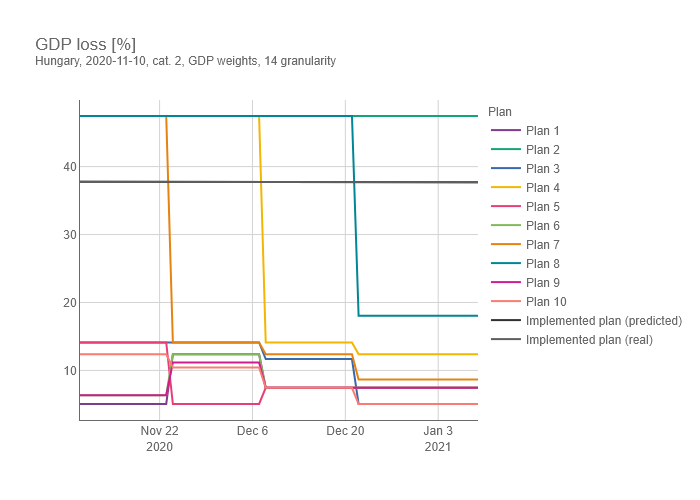 GDP loss [%]
Hungary, 2020-11-10, cat. 2, GDP weights, 14 granularity
Plan
Plan 1
Plan 2
Plan 3
Plan 4
Plan 5
Plan 6
Plan 7
Plan 8
Plan 9
Plan 10
Implemented plan (predicted)
Implemented plan (real)
40
30
20
10
Nov 22 Dec 6 Dec 20 Jan 3
2020 2021